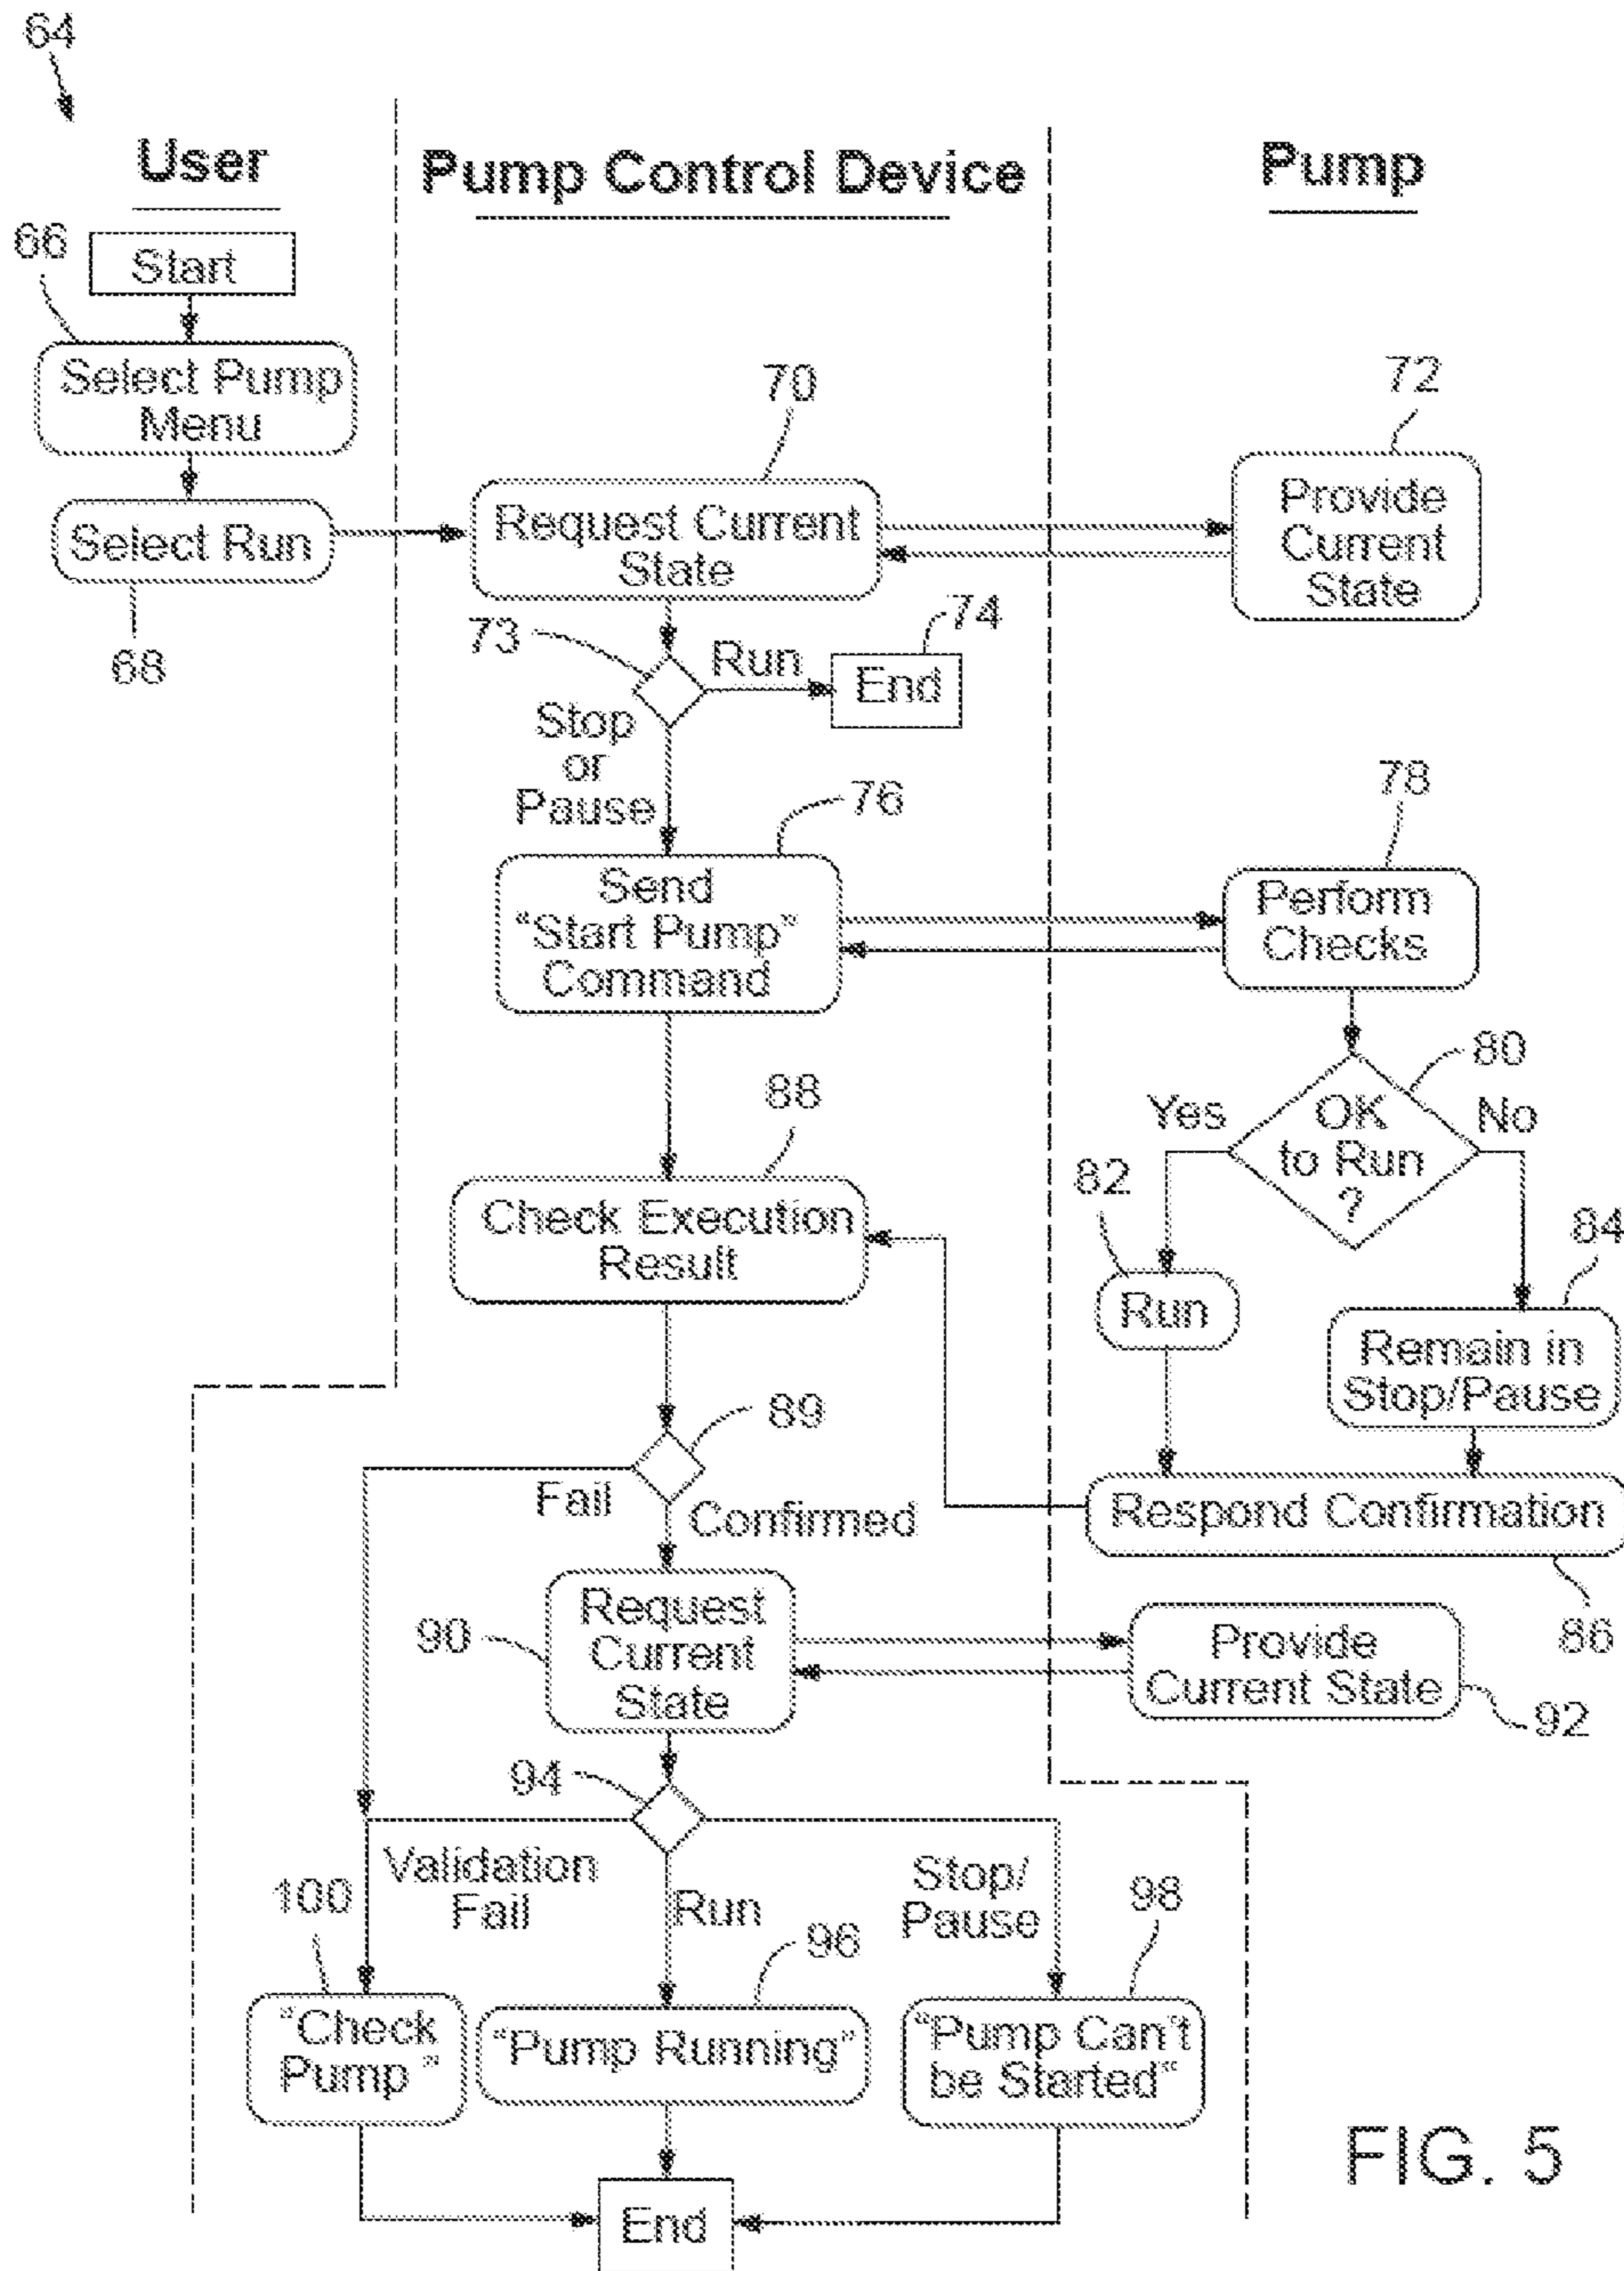 64
User
Pump Control Device
Pump
66
Start
Select Pump
Menu
70
72
Select Run
Request Current
State
Provide
Current
State
68
73
Run
74
End
Stop
or
Pause
76
78
Send
"Start Pump"
Command
Perform
Checks
80
88
Yes
OK
to Run
?
No
82
84
Check Execution
Result
Run
Remain in
Stop/Pause
89
Fail
Confirmed
Respond Confirmation
86
90
Request
Current
State
Provide
Current State
92
94
Validation
Fail
Run
Stop/
Pause
100
96
98
"Check
Pump"
"Pump Running"
"Pump Can't
be Started"
End
FIG. 5